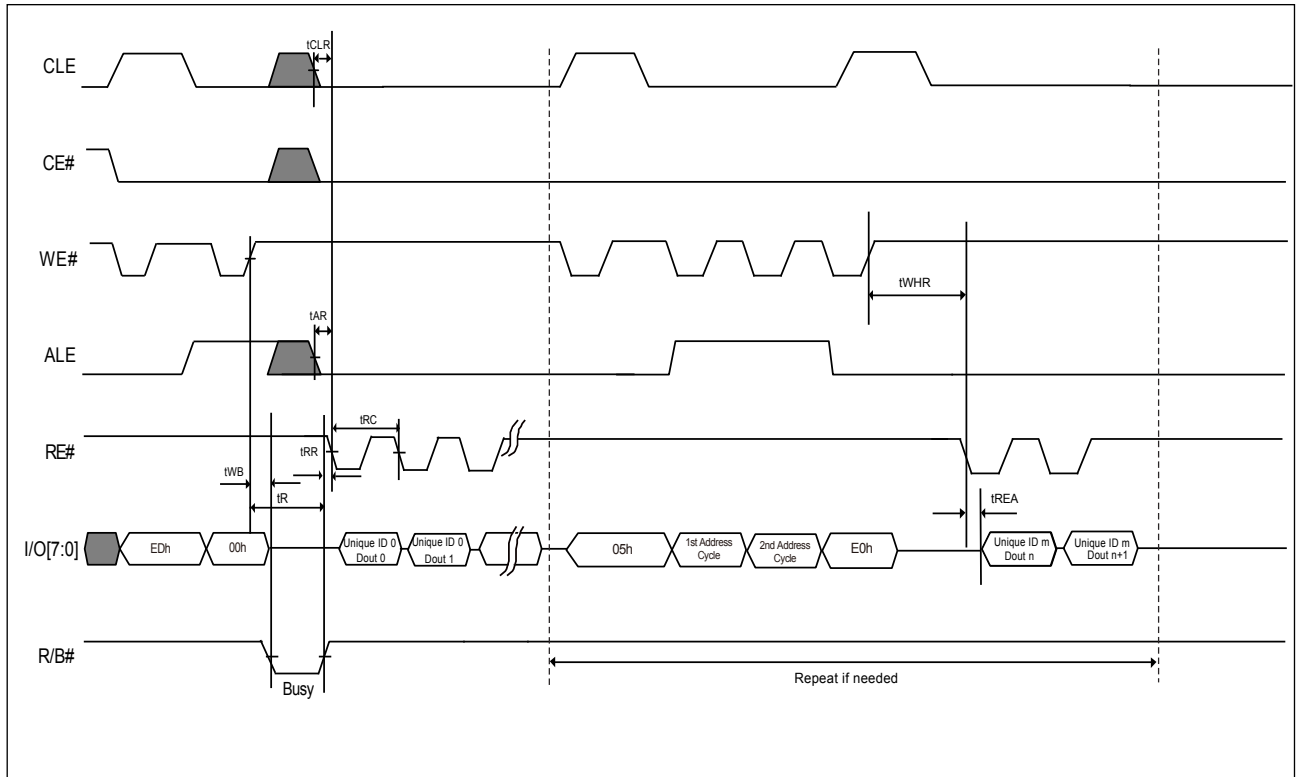 tCLR
CLE
CE#
WE#
tWHR
tAR
ALE
tRC
RE#
tRR
tWB
tR
tREA
I/O[7:0]
EDh
00h
Unique ID 0
Dout 0
Unique ID 0
Dout 1
05h
1st Address
Cycle
2nd Address
Cycle
E0h
Unique ID m
Dout n
Unique ID m
Dout n+1
R/B#
Busy
Repeat if needed